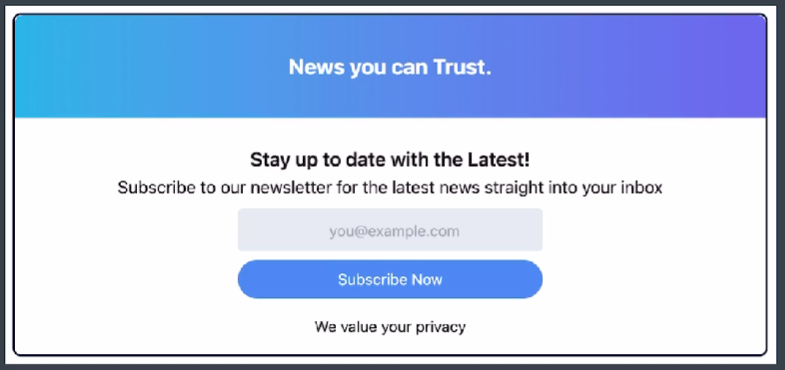 News you can Trust.
Stay up to date with the Latest!
Subscribe to our newsletter for the latest news straight into your inbox
you@example.com
Subscribe Now
We value your privacy